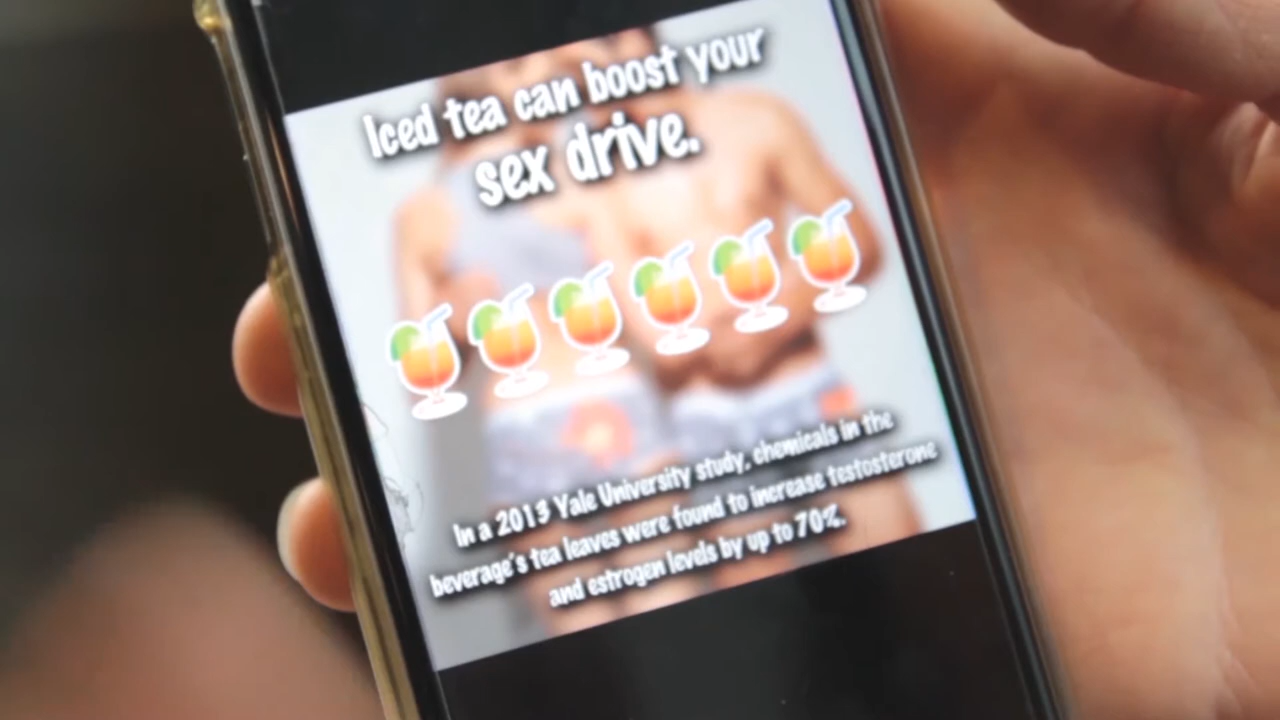 Iced tea can boost your
sex drive.
In a 2013 Yale University study, chemicals in the
beverage's tea leaves were found to increase testosterone
and estrogen levels by up to 70%.